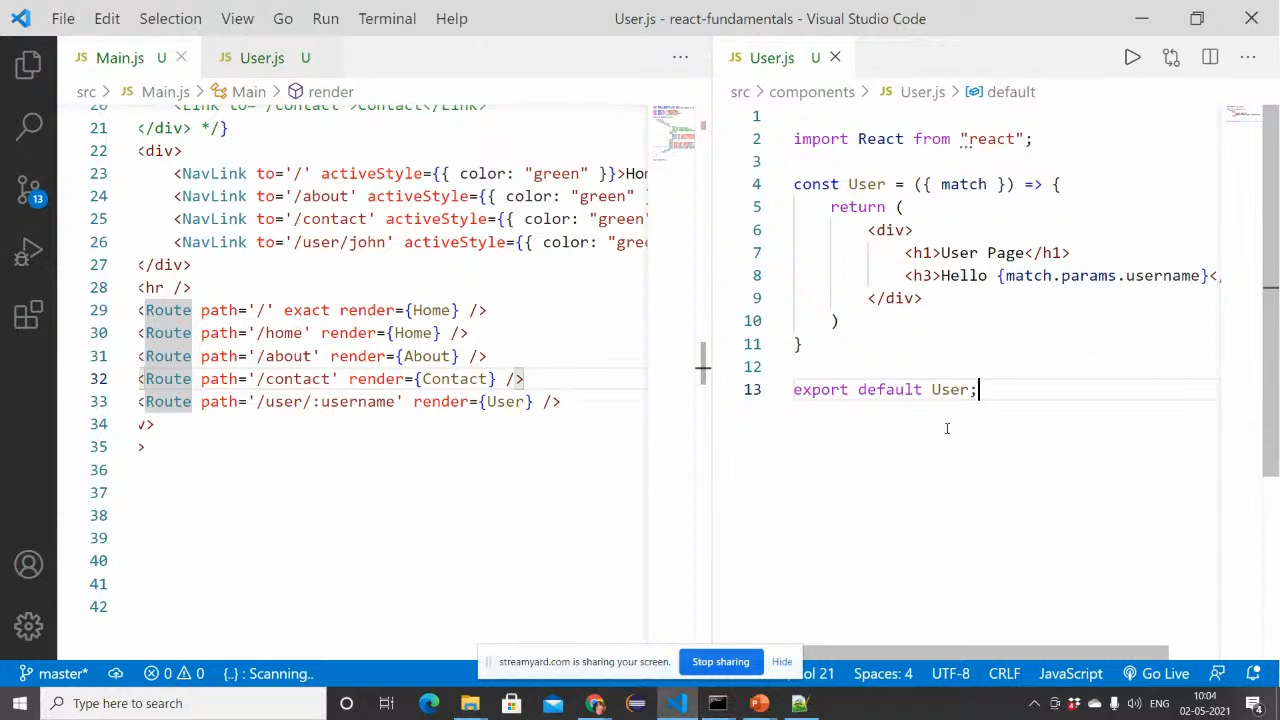 File Edit Selection View Go Run Terminal Help
User.js - react-fundamentals - Visual Studio Code
JS Main.js U
JS User.js U
src > JS Main.js > Main > render
20 <Link to='/contact'>Contact</Link>
21 </div> */}
22 <div>
23 <NavLink to='/' activeStyle={{ color: "green" }}>Ho
24 <NavLink to='/about' activeStyle={{ color: "green"
25 <NavLink to='/contact' activeStyle={{ color: "green"
26 <NavLink to='/user/john' activeStyle={{ color: "gree
27 </div>
28 <hr />
29 <Route path='/' exact render={Home} />
30 <Route path='/home' render={Home} />
31 <Route path='/about' render={About} />
32 <Route path='/contact' render={Contact} />
33 <Route path='/user/:username' render={User} />
34 v>
35 >
36
37
38
39
40
41
42
JS User.js U
src > components > JS User.js > default
1
2 import React from "react";
3
4 const User = ({ match }) => {
5 return (
6 <div>
7 <h1>User Page</h1>
8 <h3>Hello {match.params.username}</
9 </div>
10 )
11 }
12
13 export default User;
13
streamyard.com is sharing your screen. Stop sharing Hide
master* 0 0 {..} : Scanning.. Col 21 Spaces: 4 UTF-8 CRLF JavaScript Go Live
Type here to search
ENG
10:04
02-05-2021
4